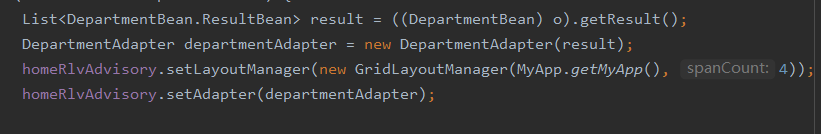 List<DepartmentBean.ResultBean> result = ((DepartmentBean) o).getResult();
DepartmentAdapter departmentAdapter = new DepartmentAdapter(result);
homeRlvAdvisory.setLayoutManager(new GridLayoutManager(MyApp.getMyApp(), spanCount: 4));
homeRlvAdvisory.setAdapter(departmentAdapter);